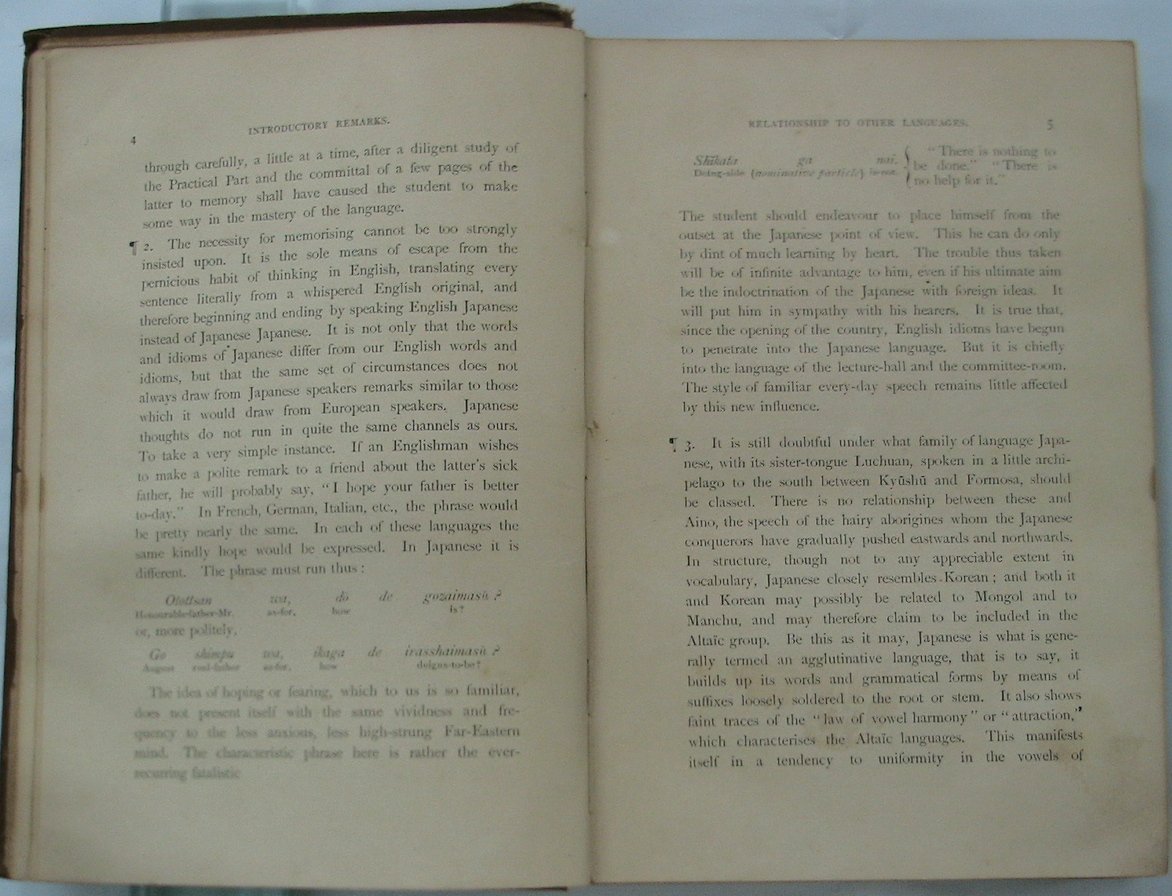 4
INTRODUCTORY REMARKS.
through carefully, a little at a time, after a diligent study of
the Practical Part and the committal of a few pages of the
latter to memory shall have caused the student to make
some way in the mastery of the language.
¶ 2. The necessity for memorising cannot be too strongly
insisted upon. It is the sole means of escape from the
pernicious habit of thinking in English, translating every
sentence literally from a whispered English original, and
therefore beginning and ending by speaking English Japanese
instead of Japanese Japanese. It is not only that the words
and idioms of Japanese differ from our English words and
idioms, but that the same set of circumstances does not
always draw from Japanese speakers remarks similar to those
which it would draw from European speakers. Japanese
thoughts do not run in quite the same channels as ours.
To take a very simple instance. If an Englishman wishes
to make a polite remark to a friend about the latter's sick
father, he will probably say, "I hope your father is better
to-day." In French, German, Italian, etc., the phrase would
be pretty nearly the same. In each of these languages the
same kindly hope would be expressed. In Japanese it is
different. The phrase must run thus:
Otottsan wa, dō de gozaimasŭ?
Honourable-father-Mr. as-for, how is?
or, more politely,
Go shimpu wa, ikaga de irasshaimasŭ?
August real-father as-for, how deigns-to-be?
The idea of hoping or fearing, which to us is so familiar,
does not present itself with the same vividness and fre-
quency to the less anxious, less high-strung Far-Eastern
mind. The characteristic phrase here is rather the ever-
recurring fatalistic
RELATIONSHIP TO OTHER LANGUAGES. 5
Shikata ga nai. "There is nothing to
Doing-side (nominative particle) is-not. be done." "There is
no help for it."
The student should endeavour to place himself from the
outset at the Japanese point of view. This he can do only
by dint of much learning by heart. The trouble thus taken
will be of infinite advantage to him, even if his ultimate aim
be the indoctrination of the Japanese with foreign ideas. It
will put him in sympathy with his hearers. It is true that,
since the opening of the country, English idioms have begun
to penetrate into the Japanese language. But it is chiefly
into the language of the lecture-hall and the committee-room.
The style of familiar every-day speech remains little affected
by this new influence.
¶ 3. It is still doubtful under what family of language Japa-
nese, with its sister-tongue Luchuan, spoken in a little archi-
pelago to the south between Kyūshū and Formosa, should
be classed. There is no relationship between these and
Aino, the speech of the hairy aborigines whom the Japanese
conquerors have gradually pushed eastwards and northwards.
In structure, though not to any appreciable extent in
vocabulary, Japanese closely resembles Korean; and both it
and Korean may possibly be related to Mongol and to
Manchu, and may therefore claim to be included in the
Altaïc group. Be this as it may, Japanese is what is gene-
rally termed an agglutinative language, that is to say, it
builds up its words and grammatical forms by means of
suffixes loosely soldered to the root or stem. It also shows
faint traces of the "law of vowel harmony" or "attraction,"
which characterises the Altaïc languages. This manifests
itself in a tendency to uniformity in the vowels of